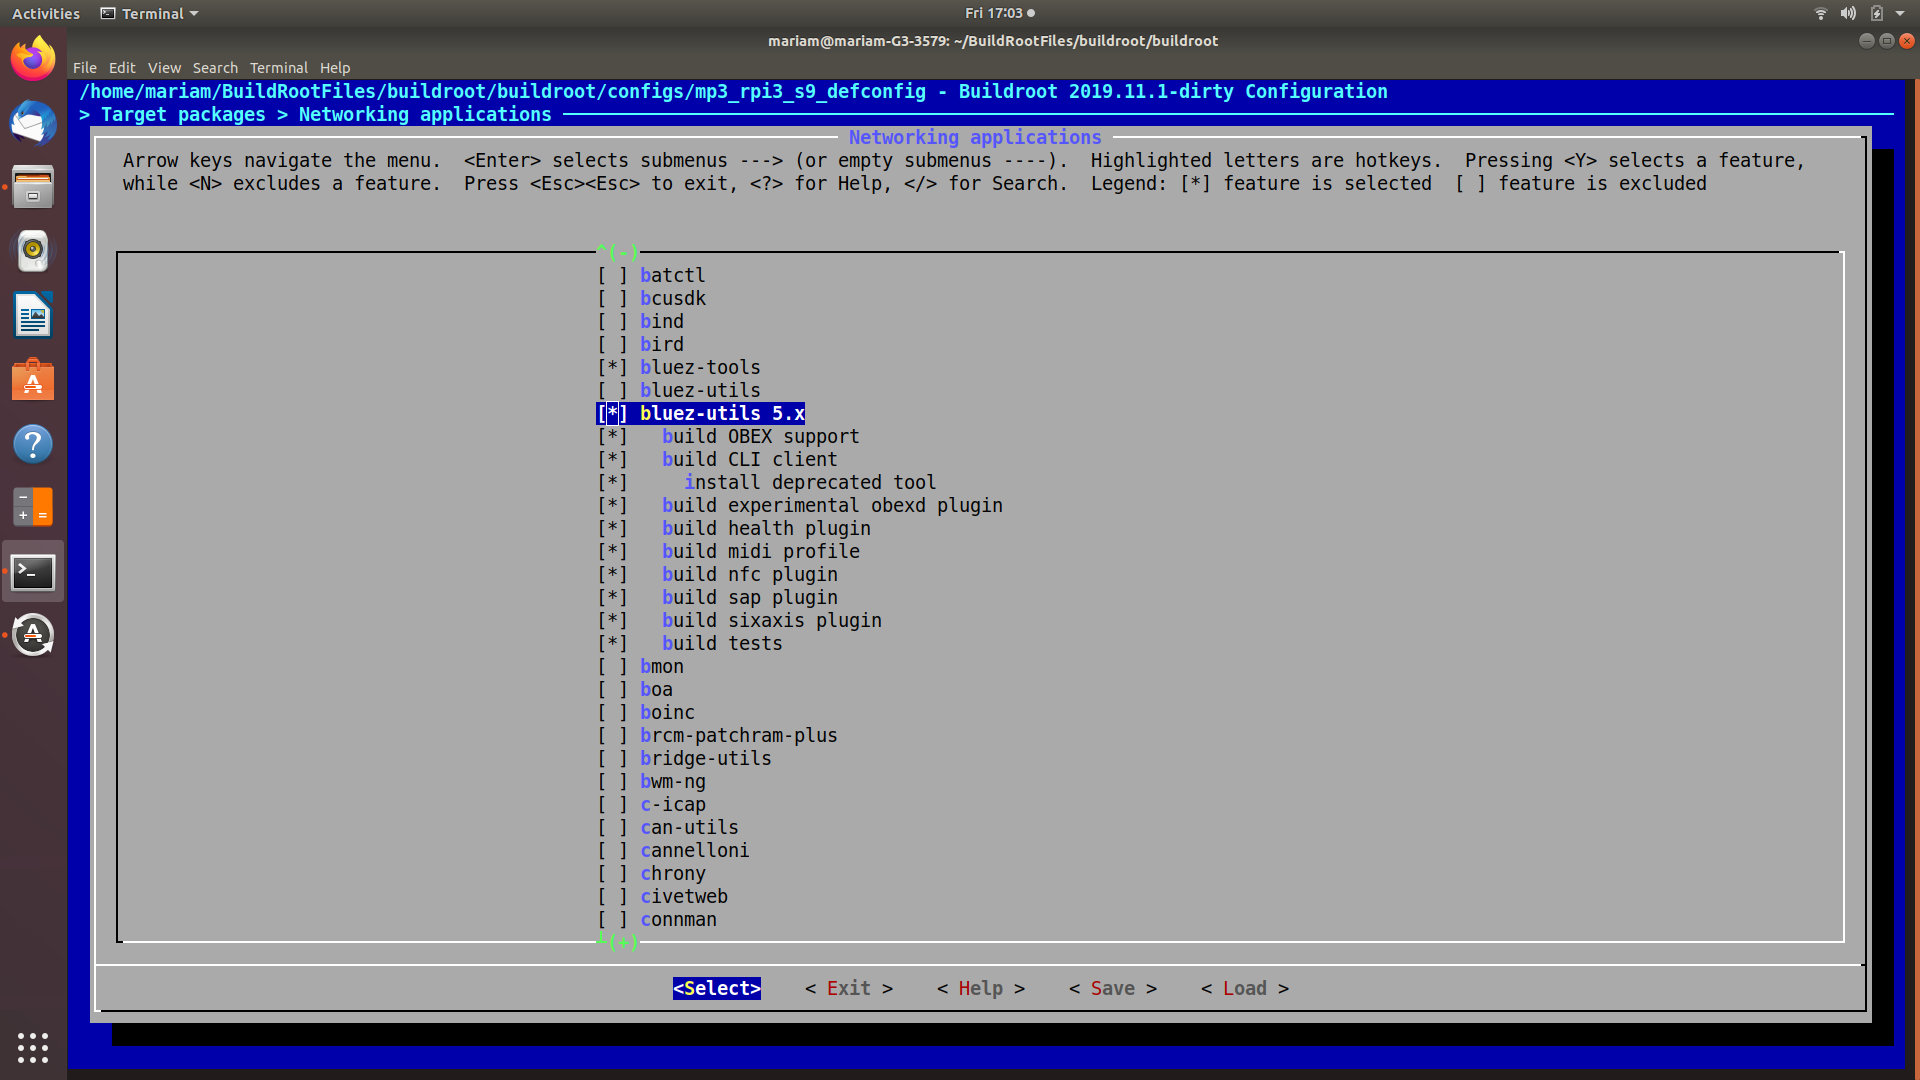 Activities Terminal Fri 17:03
mariam@mariam-G3-3579: ~/BuildRootFiles/buildroot/buildroot
File Edit View Search Terminal Help
/home/mariam/BuildRootFiles/buildroot/buildroot/configs/mp3_rpi3_s9_defconfig - Buildroot 2019.11.1-dirty Configuration
> Target packages > Networking applications
Networking applications
Arrow keys navigate the menu.  <Enter> selects submenus ---> (or empty submenus ----).  Highlighted letters are hotkeys.  Pressing <Y> selects a feature,
while <N> excludes a feature.  Press <Esc><Esc> to exit, <?> for Help, </> for Search.  Legend: [*] feature is selected  [ ] feature is excluded
^(-)
[ ] batctl
[ ] bcusdk
[ ] bind
[ ] bird
[*] bluez-tools
[ ] bluez-utils
[*] bluez-utils 5.x
[*]   build OBEX support
[*]   build CLI client
[*]     install deprecated tool
[*]   build experimental obexd plugin
[*]   build health plugin
[*]   build midi profile
[*]   build nfc plugin
[*]   build sap plugin
[*]   build sixaxis plugin
[*]   build tests
[ ] bmon
[ ] boa
[ ] boinc
[ ] brcm-patchram-plus
[ ] bridge-utils
[ ] bwm-ng
[ ] c-icap
[ ] can-utils
[ ] cannelloni
[ ] chrony
[ ] civetweb
[ ] connman
┴(+)
<Select>    < Exit >    < Help >    < Save >    < Load >